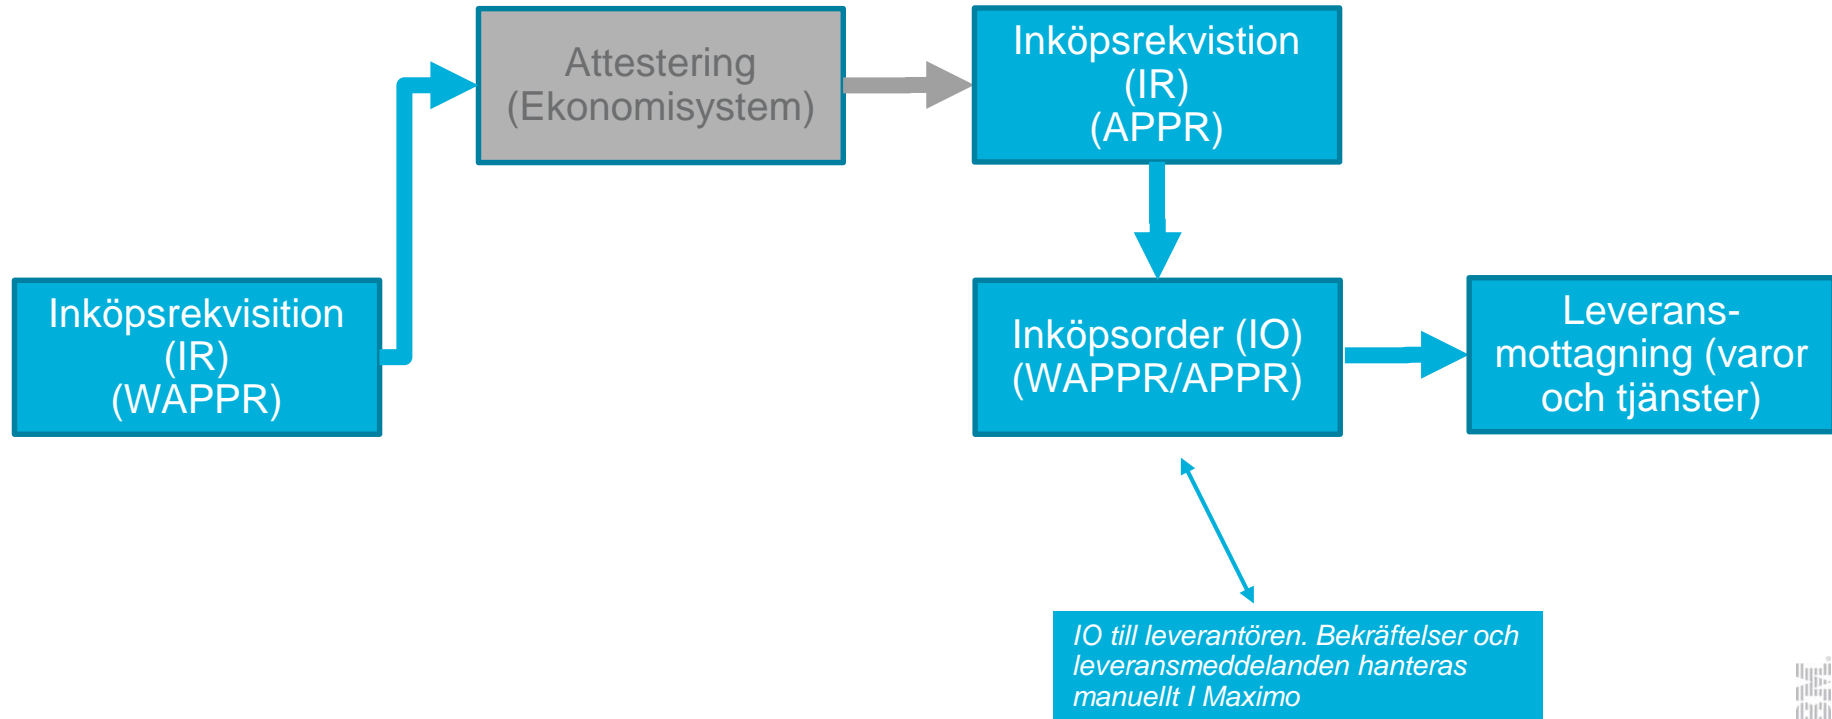 Attestering
(Ekonomisystem)
Inköpsrekvistion
(IR)
(APPR)
Inköpsrekvisition
(IR)
(WAPPR)
Inköpsorder (IO)
(WAPPR/APPR)
Leverans-
mottagning (varor
och tjänster)
IO till leverantören. Bekräftelser och
leveransmeddelanden hanteras
manuellt I Maximo